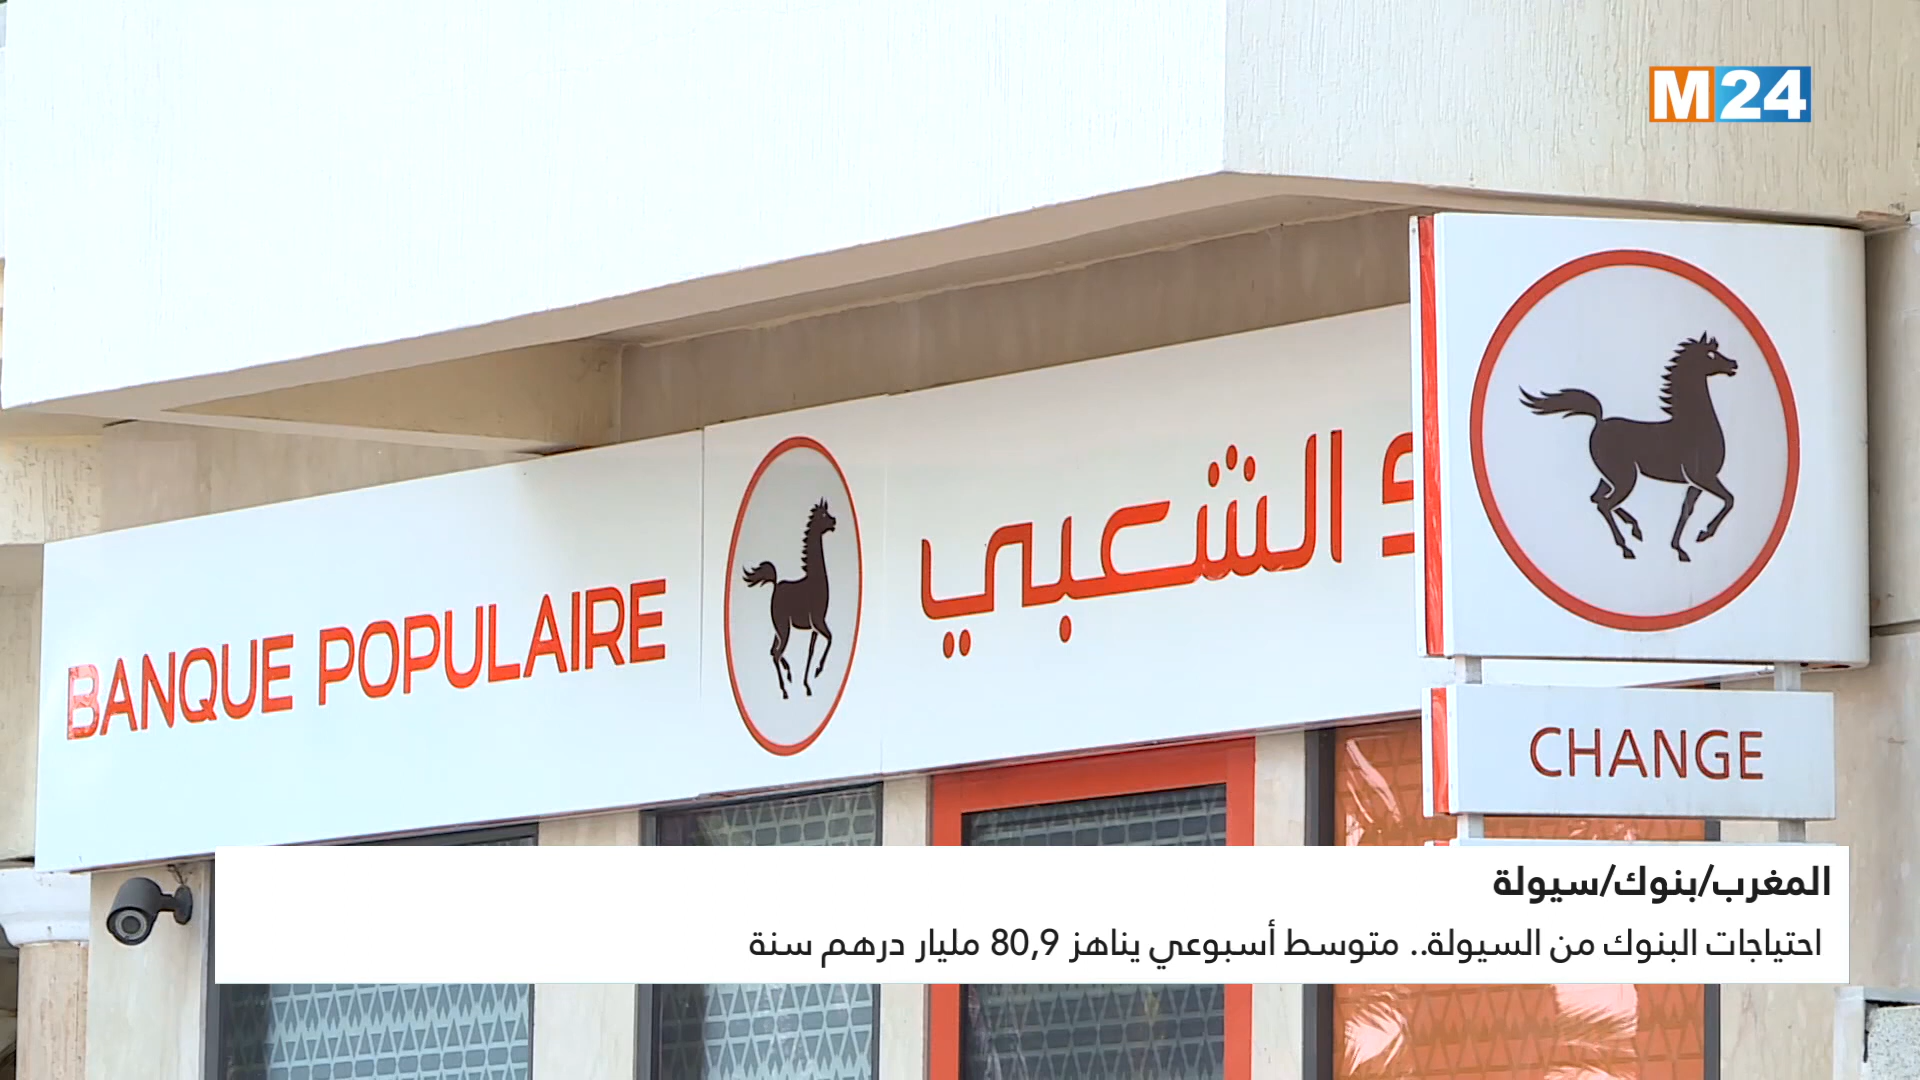 M24
BANQUE POPULAIRE
الشعبي
CHANGE
المغرب/بنوك/سيولة
احتياجات البنوك من السيولة.. متوسط أسبوعي يناهز 80,9 مليار درهم سنة